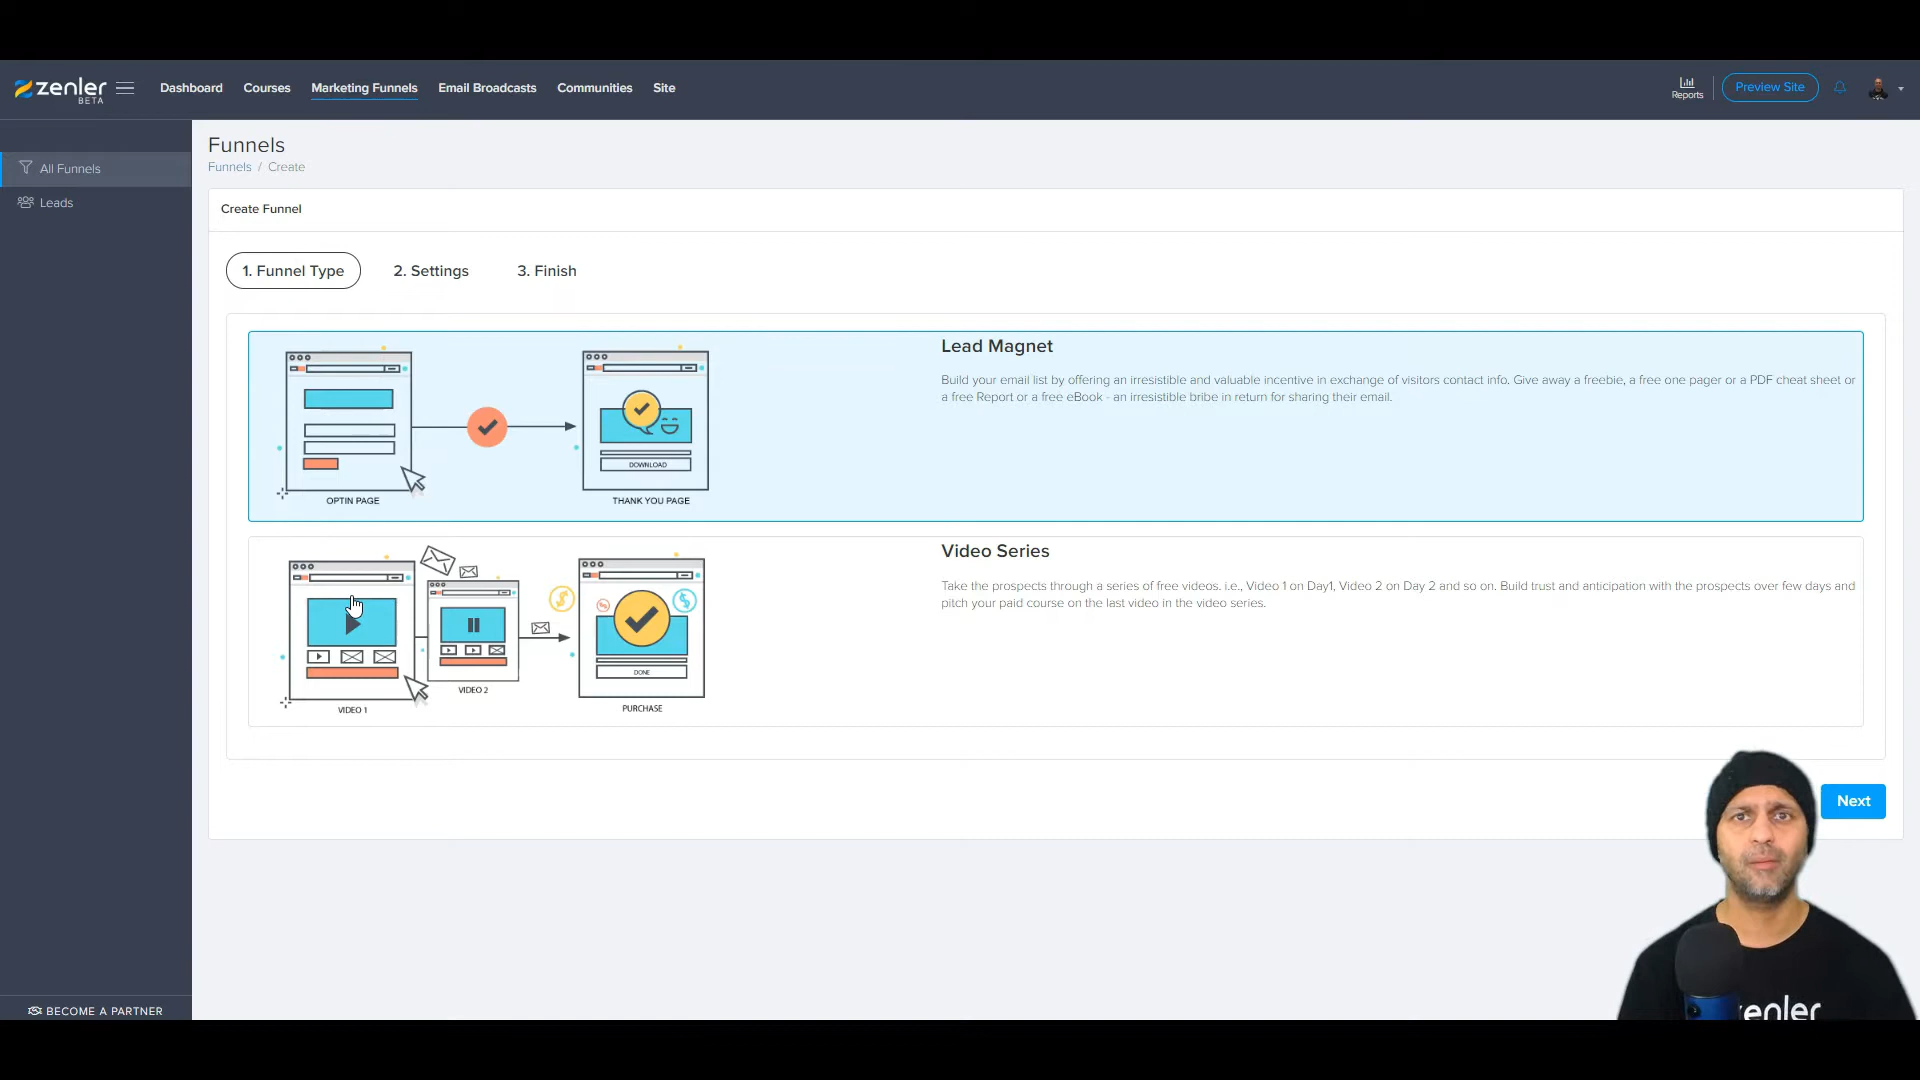 zenler
BETA
Dashboard
Courses
Marketing Funnels
Email Broadcasts
Communities
Site
Reports
Preview Site
All Funnels
Leads
Funnels
Funnels / Create
Create Funnel
1. Funnel Type
2. Settings
3. Finish
Lead Magnet
Build your email list by offering an irresistible and valuable incentive in exchange of visitors contact info. Give away a freebie, a free one pager or a PDF cheat sheet or
a free Report or a free eBook - an irresistible bribe in return for sharing their email.
DOWNLOAD
OPTIN PAGE
THANK YOU PAGE
Video Series
Take the prospects through a series of free videos. i.e., Video 1 on Day1, Video 2 on Day 2 and so on. Build trust and anticipation with the prospects over few days and
pitch your paid course on the last video in the video series.
DONE
VIDEO 1
VIDEO 2
PURCHASE
Next
BECOME A PARTNER
zenler